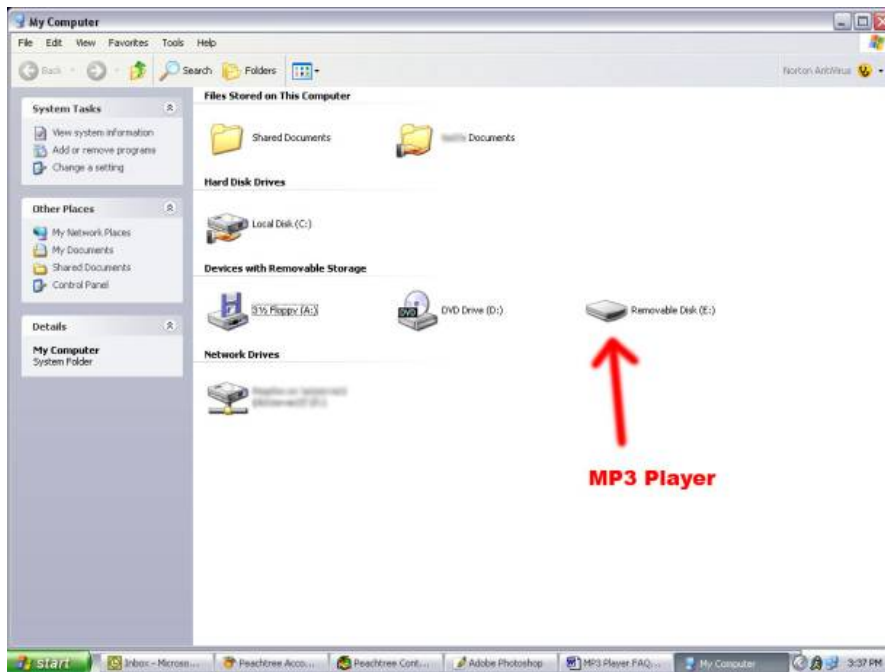 My Computer
File Edit View Favorites Tools Help
Back Search Folders Norton AntiVirus
System Tasks
View system information
Add or remove programs
Change a setting
Other Places
My Network Places
My Documents
Shared Documents
Control Panel
Details
My Computer
System Folder
Files Stored on This Computer
Shared Documents Documents
Hard Disk Drives
Local Disk (C:)
Devices with Removable Storage
3½ Floppy (A:) DVD Drive (D:) Removable Disk (E:)
DVD
Network Drives
MP3 Player
start Inbox - Microso... Peachtree Acco... Peachtree Cont... Adobe Photoshop MP3 Player FAQ... My Computer 3:37 PM